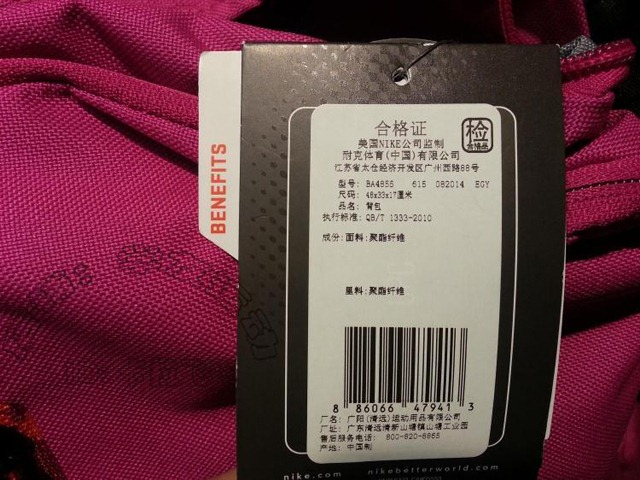 BENEFITS
合格证
检
合格品
美国NIKE公司监制
耐克体育(中国)有限公司
江苏省太仓经济开发区广州西路88号
型号: BA4855 615 082014 EGY
尺码: 48x33x17厘米
品名: 背包
执行标准: QB/T 1333-2010
成份: 面料: 聚酯纤维
里料: 聚酯纤维
8 86066 47941 3
厂名: 广阳(清远)运动用品有限公司
厂址: 广东清远清新山塘镇山塘工业园
售后服务电话: 800-820-8865
产地: 中国制
nike.com nikebetterworld.com